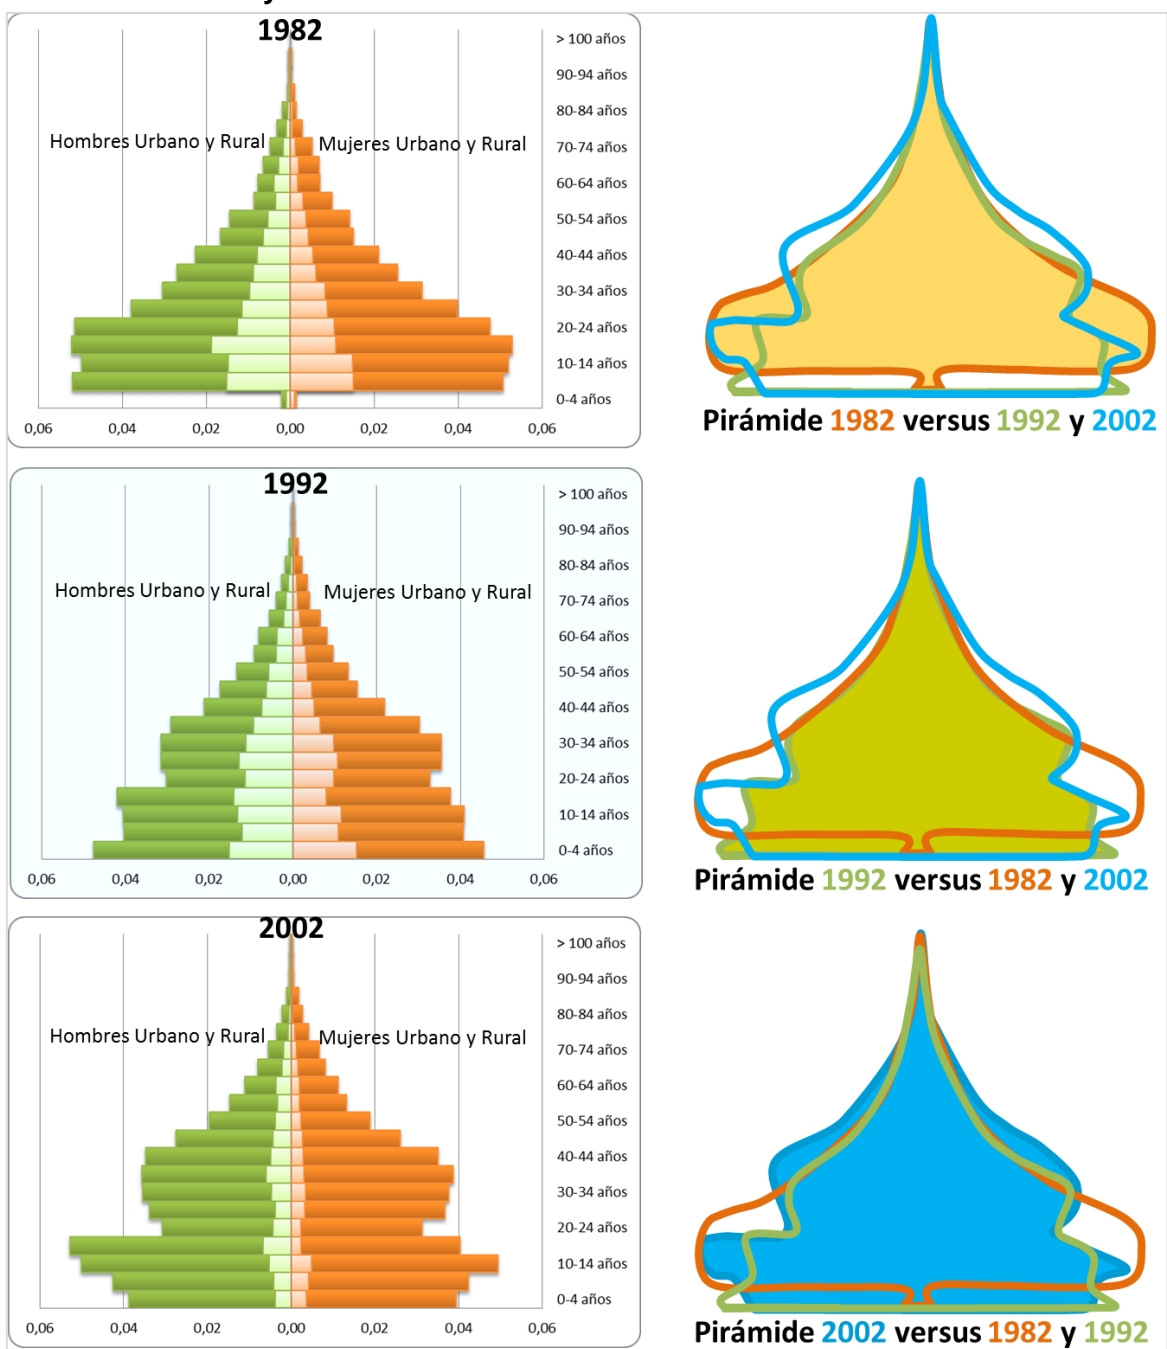 1982
> 100 años
90-94 años
80-84 años
Hombres Urbano y Rural
Mujeres Urbano y Rural
70-74 años
60-64 años
50-54 años
40-44 años
30-34 años
20-24 años
10-14 años
0-4 años
0,06 0,04 0,02 0,00 0,02 0,04 0,06
Pirámide 1982 versus 1992 y 2002
1992
> 100 años
90-94 años
80-84 años
Hombres Urbano y Rural
Mujeres Urbano y Rural
70-74 años
60-64 años
50-54 años
40-44 años
30-34 años
20-24 años
10-14 años
0-4 años
0,06 0,04 0,02 0,00 0,02 0,04 0,06
Pirámide 1992 versus 1982 y 2002
2002
> 100 años
90-94 años
80-84 años
Hombres Urbano y Rural
Mujeres Urbano y Rural
70-74 años
60-64 años
50-54 años
40-44 años
30-34 años
20-24 años
10-14 años
0-4 años
0,06 0,04 0,02 0,00 0,02 0,04 0,06
Pirámide 2002 versus 1982 y 1992